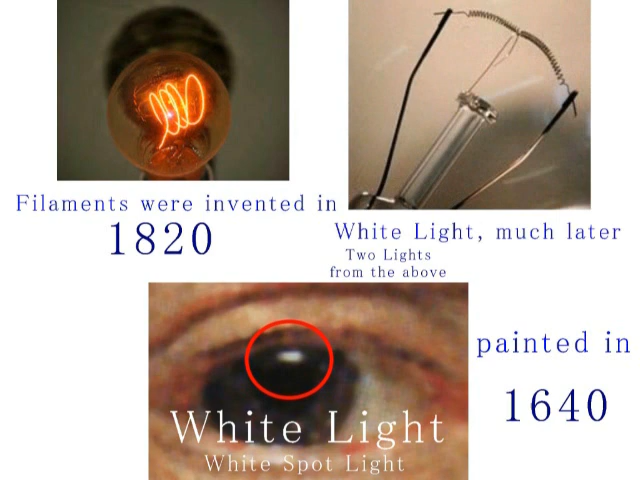 Filaments were invented in
1820
White Light, much later
Two Lights
from the above
painted in
1640
White Light
White Spot Light